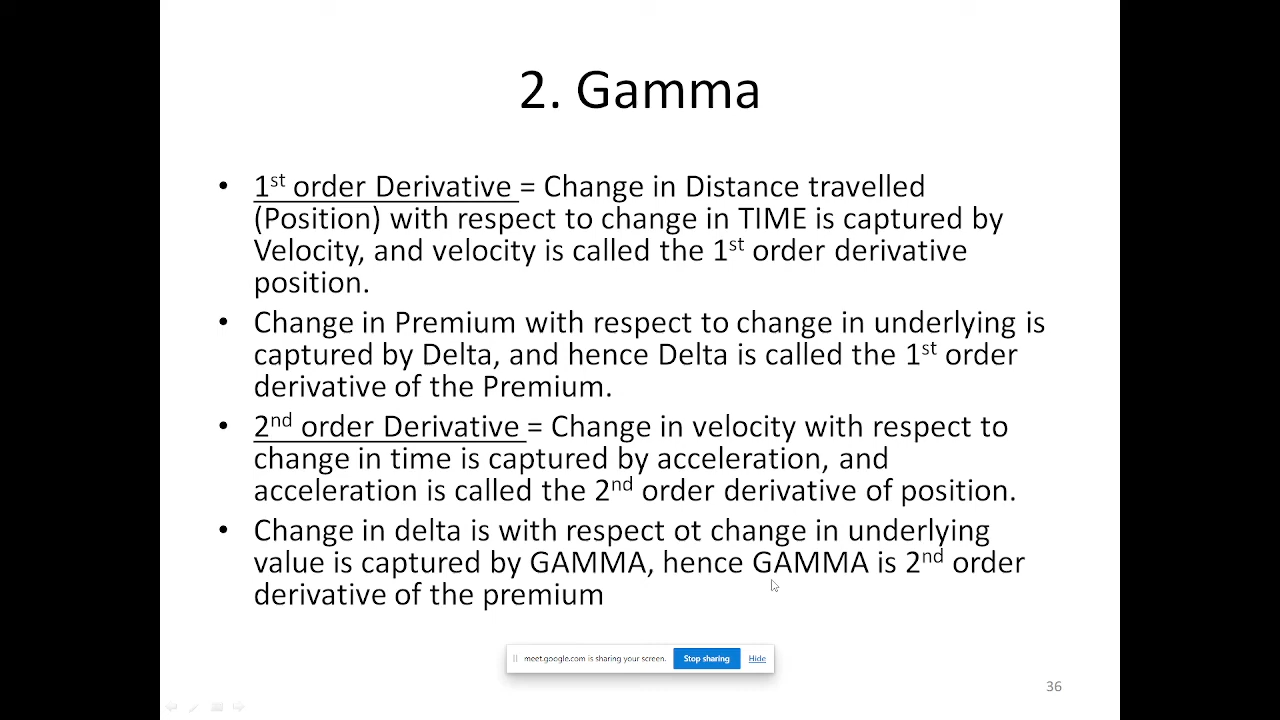 2. Gamma
• 1st order Derivative = Change in Distance travelled
(Position) with respect to change in TIME is captured by
Velocity, and velocity is called the 1st order derivative
position.
• Change in Premium with respect to change in underlying is
captured by Delta, and hence Delta is called the 1st order
derivative of the Premium.
• 2nd order Derivative = Change in velocity with respect to
change in time is captured by acceleration, and
acceleration is called the 2nd order derivative of position.
• Change in delta is with respect ot change in underlying
value is captured by GAMMA, hence GAMMA is 2nd order
derivative of the premium
meet.google.com is sharing your screen. Stop sharing Hide
36